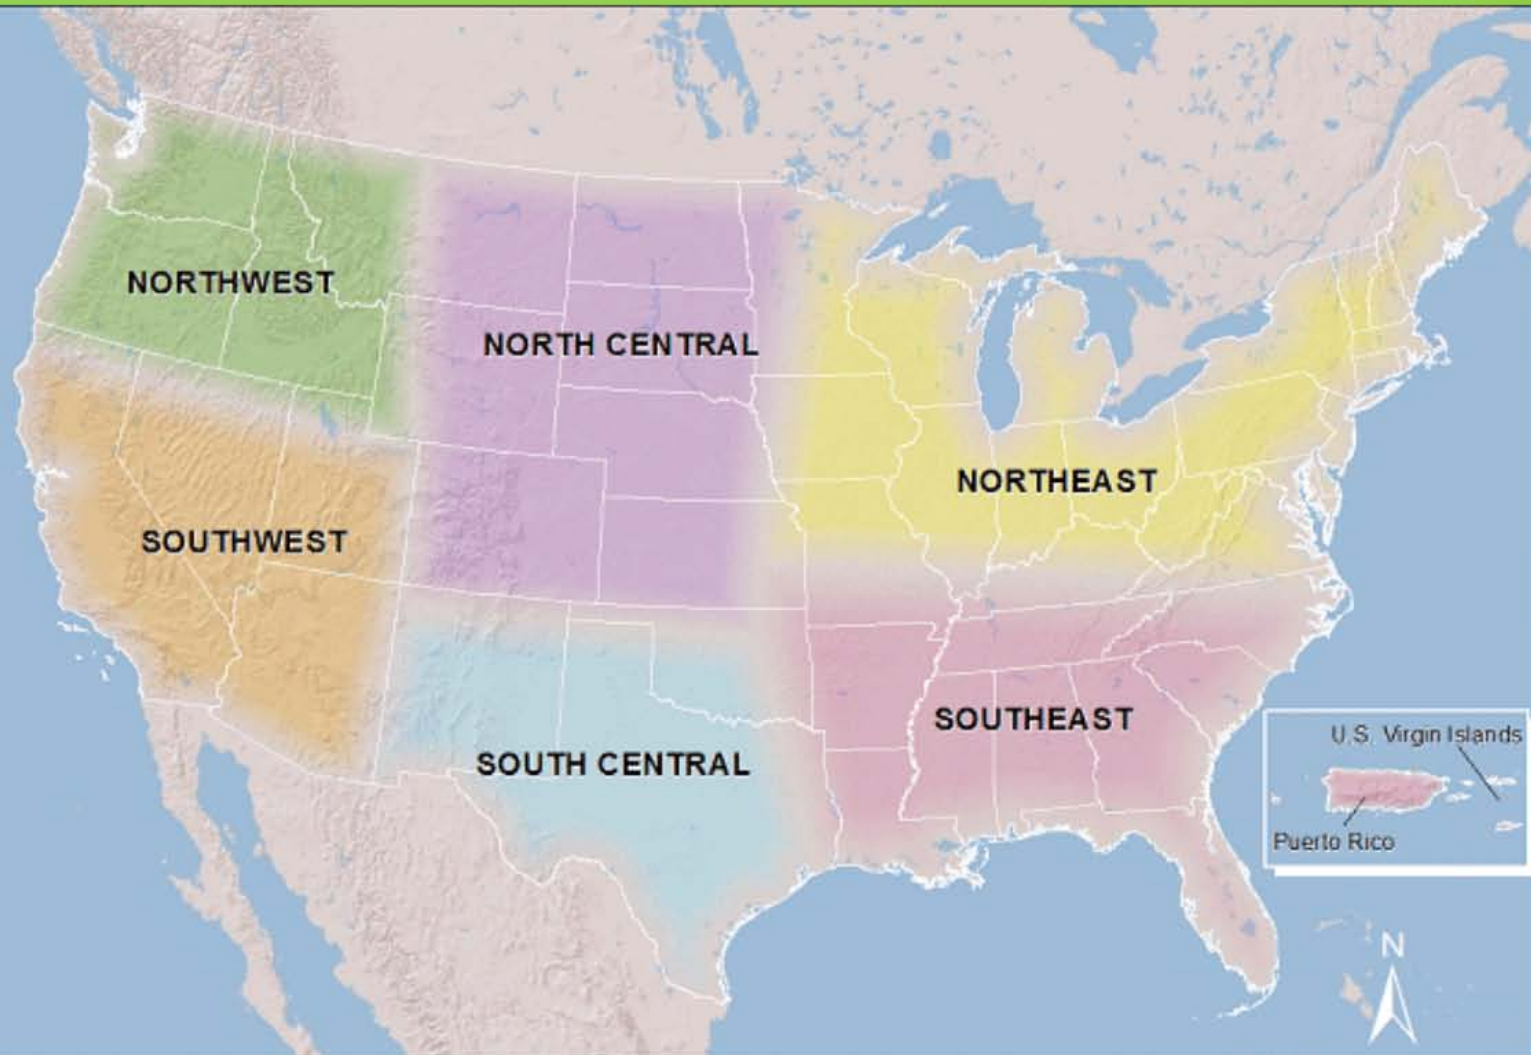 NORTHWEST
NORTH CENTRAL
NORTHEAST
SOUTHWEST
SOUTHEAST
SOUTH CENTRAL
U.S. Virgin Islands
Puerto Rico
N